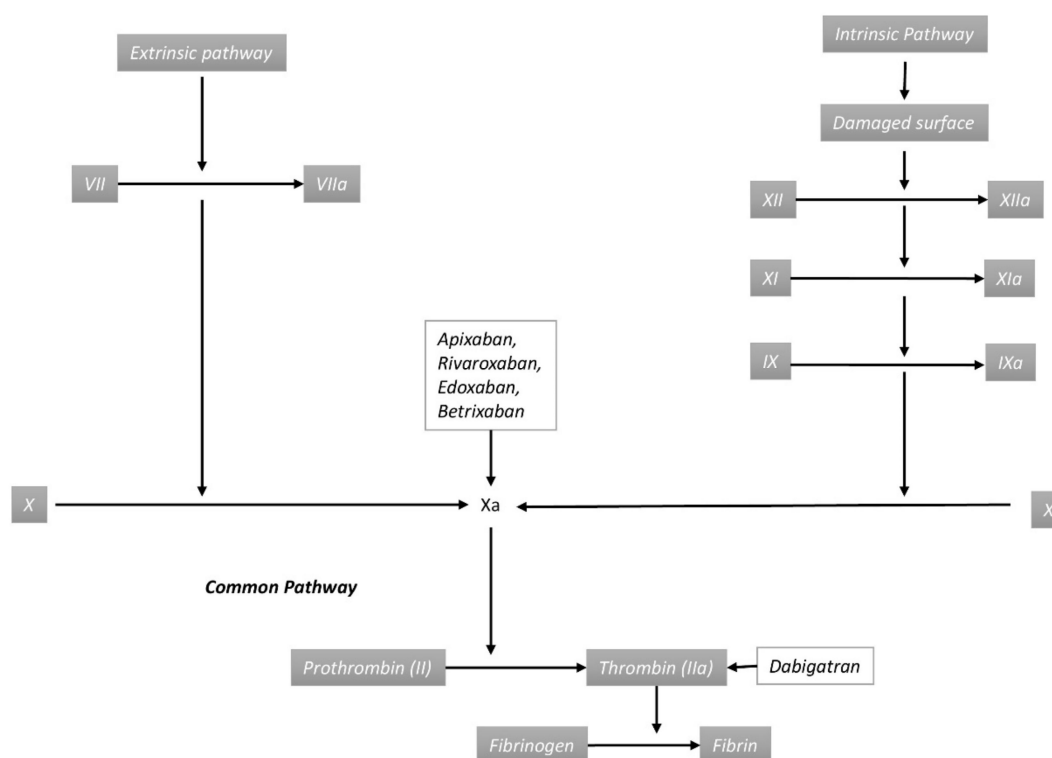 Extrinsic pathway
Intrinsic Pathway
Damaged surface
VII
VIIa
XII
XIIa
XI
XIa
Apixaban,
Rivaroxaban,
Edoxaban,
Betrixaban
IX
IXa
X
Xa
X
Common Pathway
Prothrombin (II)
Thrombin (IIa)
Dabigatran
Fibrinogen
Fibrin